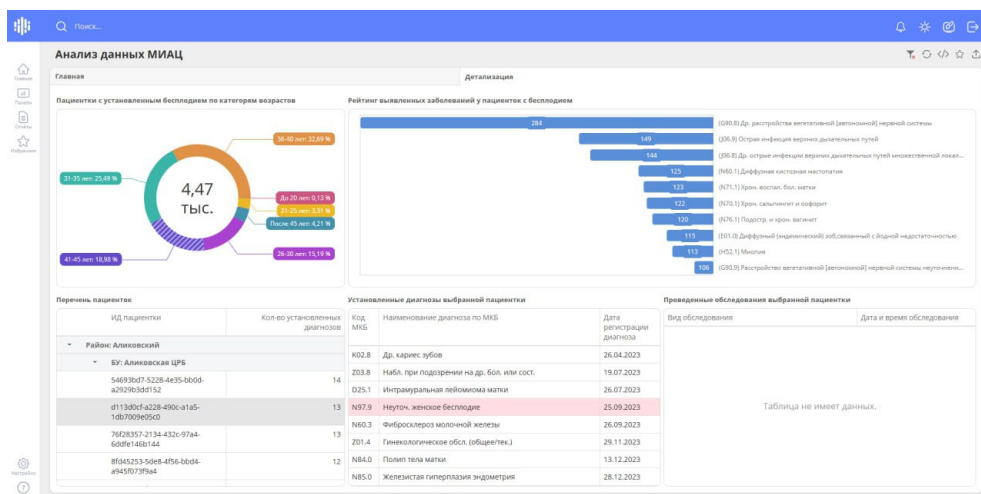 Поиск...
Анализ данных МИАЦ
Главная
Панели
Отчёты
Избранное
Главная
Детализация
Пациентки с установленным бесплодием по категориям возрастов
36-40 лет: 32,69 %
31-35 лет: 25,49 %
4,47
тыс.
До 20 лет: 0,13 %
21-25 лет: 3,31 %
После 45 лет: 4,21 %
41-45 лет: 18,98 %
26-30 лет: 15,19 %
Рейтинг выявленных заболеваний у пациенток с бесплодием
284 (G90.8) Др. расстройства вегетативной [автономной] нервной системы
149 (J06.9) Острая инфекция верхних дыхательных путей
144 (J06.8) Др. острые инфекции верхних дыхательных путей множественной локал...
125 (N60.1) Диффузная кистозная мастопатия
123 (N71.1) Хрон. воспал. бол. матки
122 (N70.1) Хрон. сальпингит и оофорит
120 (N76.1) Подостр. и хрон. вагинит
115 (E01.0) Диффузный (эндемический) зоб,связанный с йодной недостаточностью
113 (H52.1) Миопия
106 (G90.9) Расстройство вегетативной [автономной] нервной системы неуточненн...
Перечень пациенток
ИД пациентки
Кол-во установленных
диагнозов
Район: Аликовский
БУ: Аликовская ЦРБ
54693bd7-5228-4e35-bb0d- 14
a2929b3dd152
d113d0cf-a228-490c-a1a5- 13
1db7009e05c0
76f28357-2134-432c-97a4- 13
6ddfe146b144
8fd45253-5de8-4f56-bbd4- 12
a945f073f9a4
Установленные диагнозы выбранной пациентки
Код
МКБ
Наименование диагноза по МКБ
Дата
регистрации
диагноза
K02.8 Др. кариес зубов 26.04.2023
Z03.8 Набл. при подозрении на др. бол. или сост. 19.07.2023
D25.1 Интрамуральная лейомиома матки 26.07.2023
N97.9 Неуточ. женское бесплодие 25.09.2023
N60.3 Фибросклероз молочной железы 26.09.2023
Z01.4 Гинекологическое обсл. (общее/тек.) 29.11.2023
N84.0 Полип тела матки 13.12.2023
N85.0 Железистая гиперплазия эндометрия 28.12.2023
Проведенные обследования выбранной пациентки
Вид обследования
Дата и время обследования
Таблица не имеет данных.
Настройки